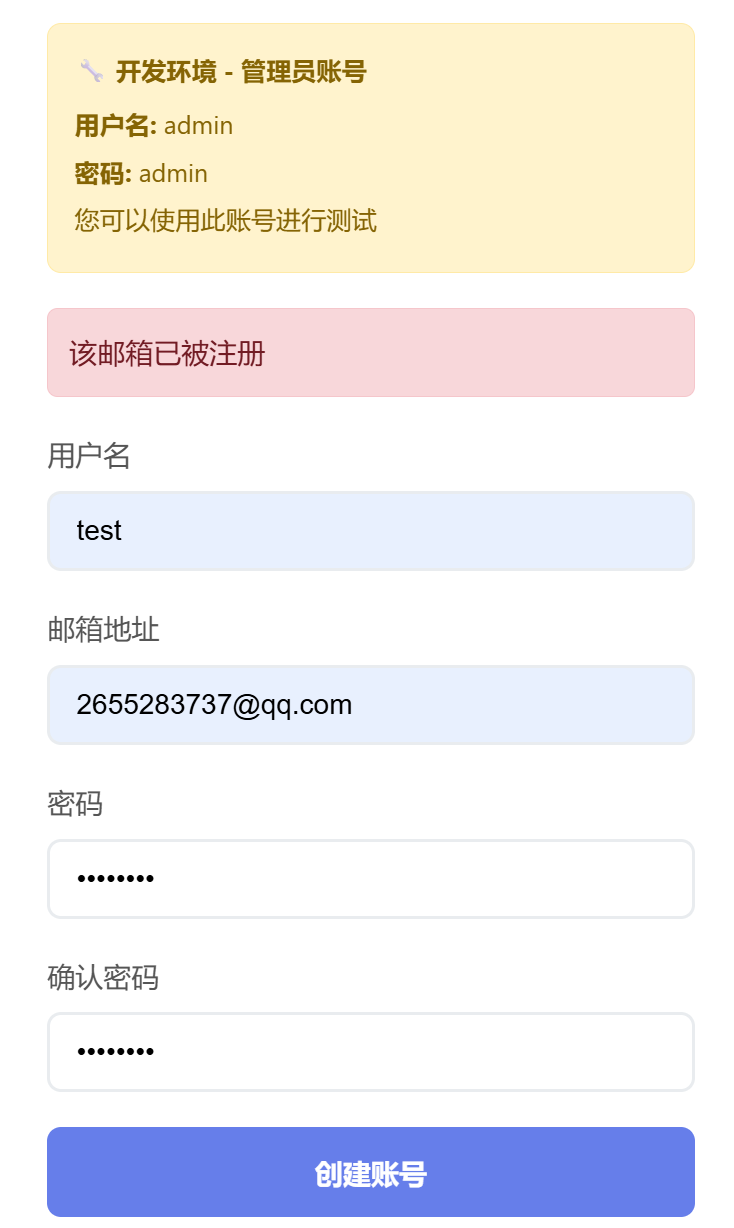 开发环境 - 管理员账号
用户名: admin
密码: admin
您可以使用此账号进行测试
该邮箱已被注册
用户名
test
邮箱地址
2655283737@qq.com
密码
••••••••
确认密码
••••••••
创建账号